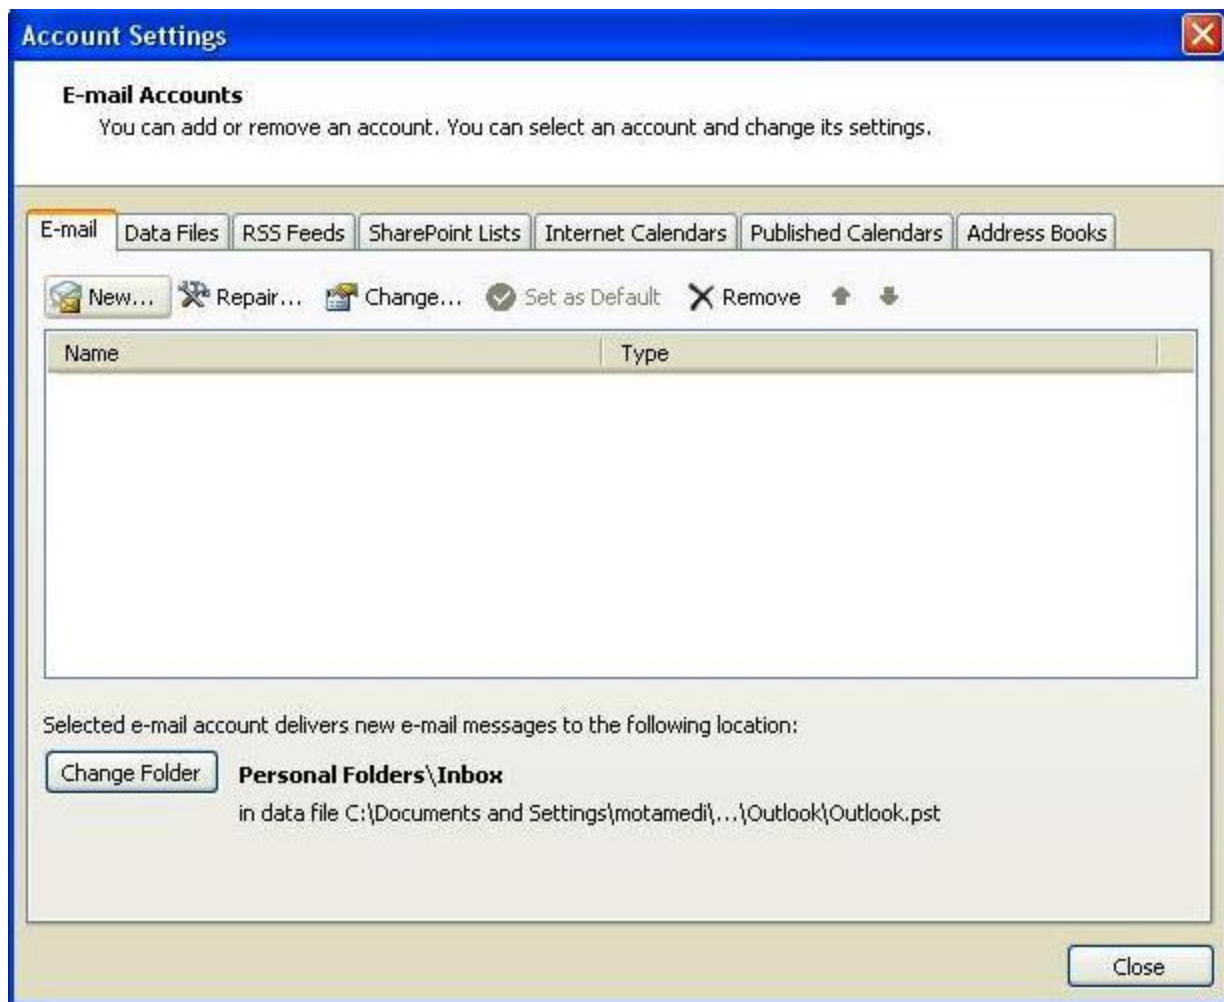 Account Settings
E-mail Accounts
You can add or remove an account. You can select an account and change its settings.
E-mail Data Files RSS Feeds SharePoint Lists Internet Calendars Published Calendars Address Books
New... Repair... Change... Set as Default Remove
Name Type
Selected e-mail account delivers new e-mail messages to the following location:
Change Folder Personal Folders\Inbox
in data file C:\Documents and Settings\motamedi\...\Outlook\Outlook.pst
Close